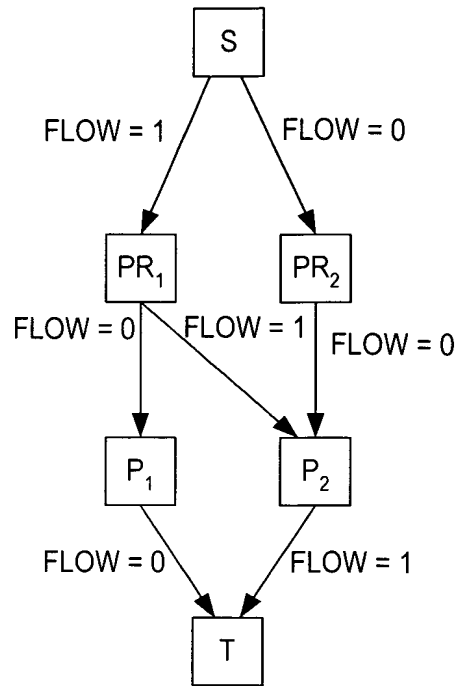 S
FLOW = 1
FLOW = 0
PR₁
PR₂
FLOW = 0
FLOW = 1
FLOW = 0
P₁
P₂
FLOW = 0
FLOW = 1
T